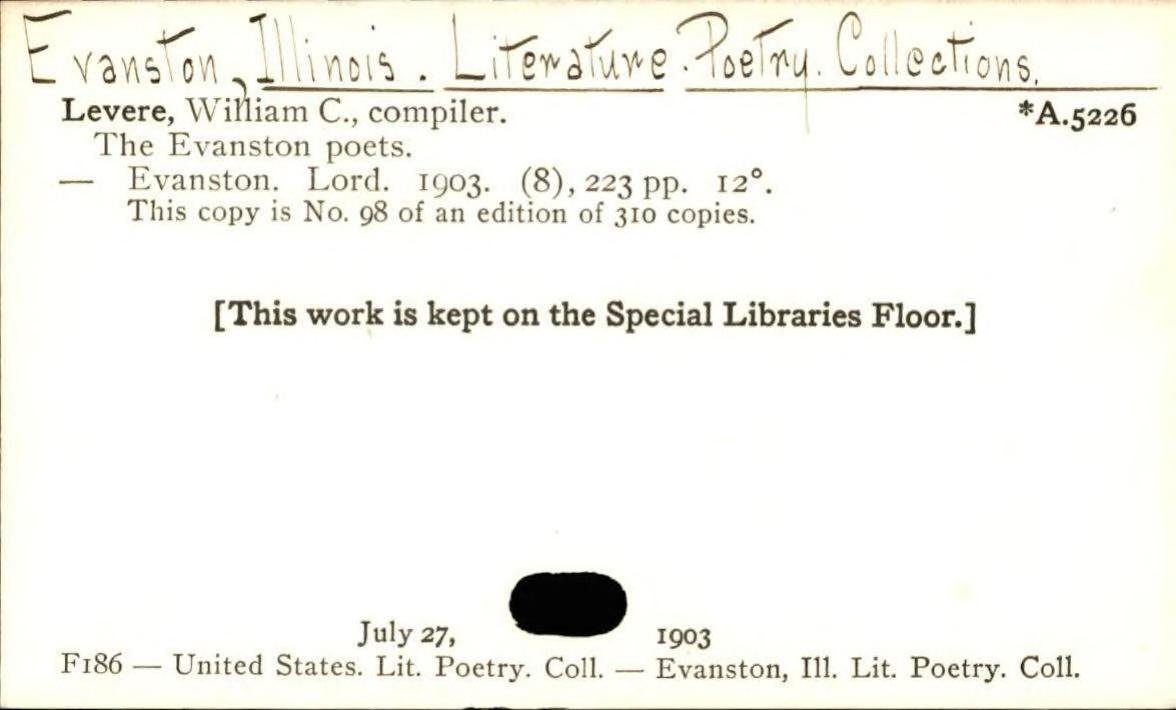 Evanston, Illinois. Literature. Poetry. Collections.
Levere, William C., compiler. *A.5226
The Evanston poets.
— Evanston. Lord. 1903. (8), 223 pp. 12°.
This copy is No. 98 of an edition of 310 copies.
[This work is kept on the Special Libraries Floor.]
July 27, 1903
F186 — United States. Lit. Poetry. Coll. — Evanston, Ill. Lit. Poetry. Coll.